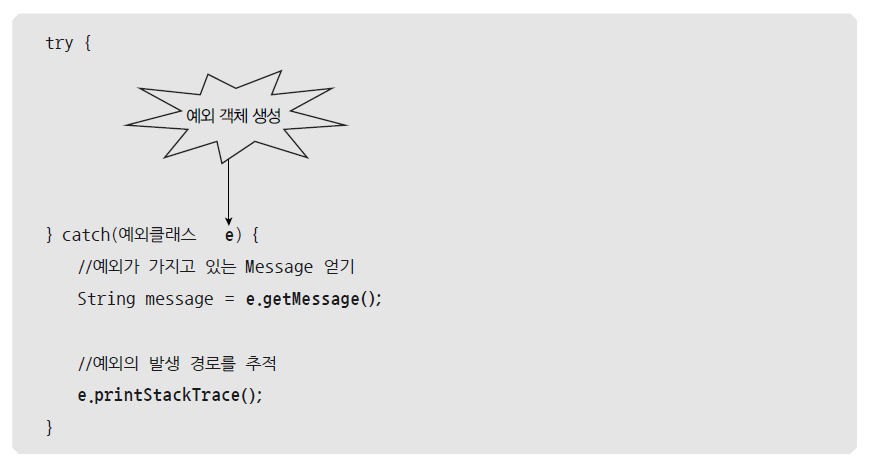 try {
예외 객체 생성
} catch(예외클래스 e) {
//예외가 가지고 있는 Message 얻기
String message = e.getMessage();
//예외의 발생 경로를 추적
e.printStackTrace();
}